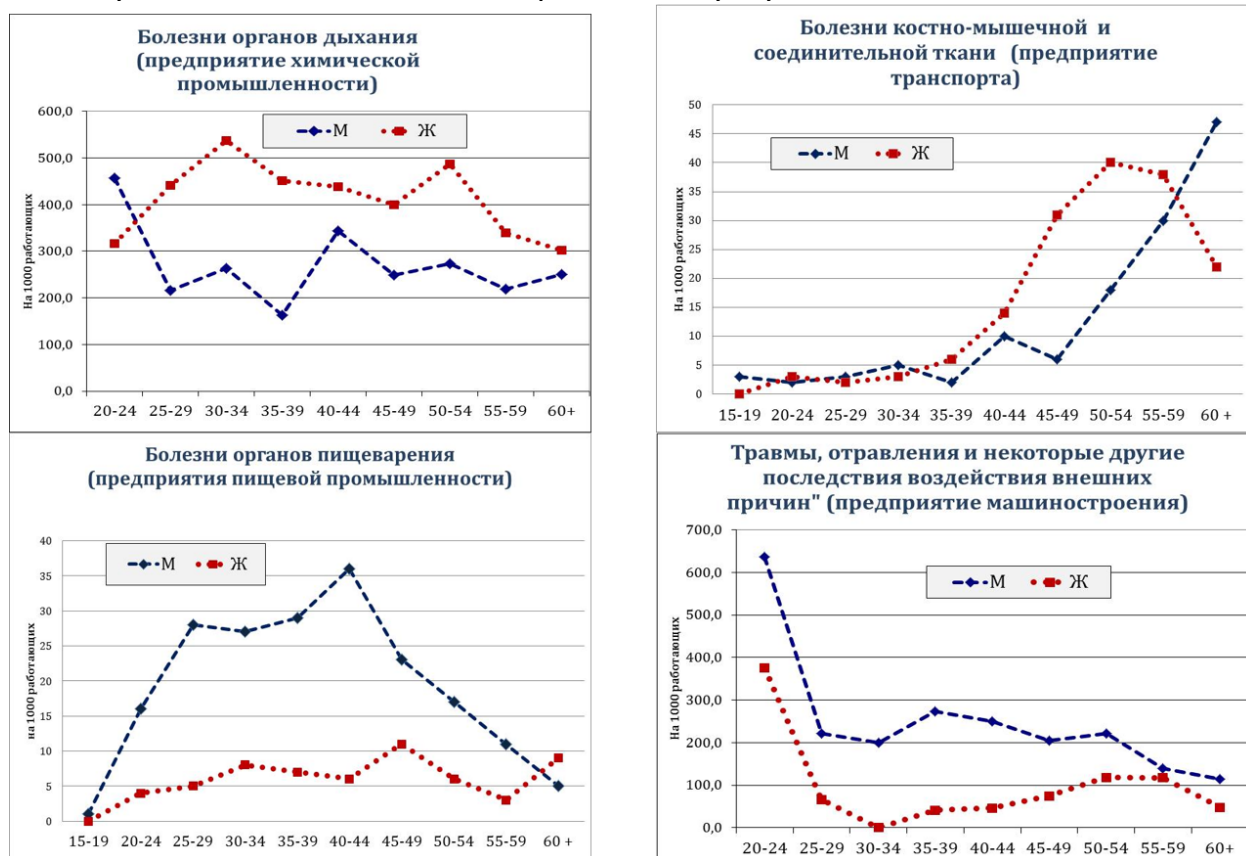 Болезни органов дыхания
(предприятие химической
промышленности)
На 1000 работающих
600,0
500,0
400,0
300,0
200,0
100,0
0,0
М Ж
20-24 25-29 30-34 35-39 40-44 45-49 50-54 55-59 60+
Болезни костно-мышечной и
соединительной ткани (предприятие
транспорта)
На 1000 работающих
50
45
40
35
30
25
20
15
10
5
0
М Ж
15-19 20-24 25-29 30-34 35-39 40-44 45-49 50-54 55-59 60 +
Болезни органов пищеварения
(предприятия пищевой промышленности)
на 1000 работающих
40
35
30
25
20
15
10
5
0
М Ж
15-19 20-24 25-29 30-34 35-39 40-44 45-49 50-54 55-59 60 +
Травмы, отравления и некоторые другие
последствия воздействия внешних
причин" (предприятие машиностроения)
На 1000 работающих
700,0
600,0
500,0
400,0
300,0
200,0
100,0
0,0
М Ж
20-24 25-29 30-34 35-39 40-44 45-49 50-54 55-59 60+